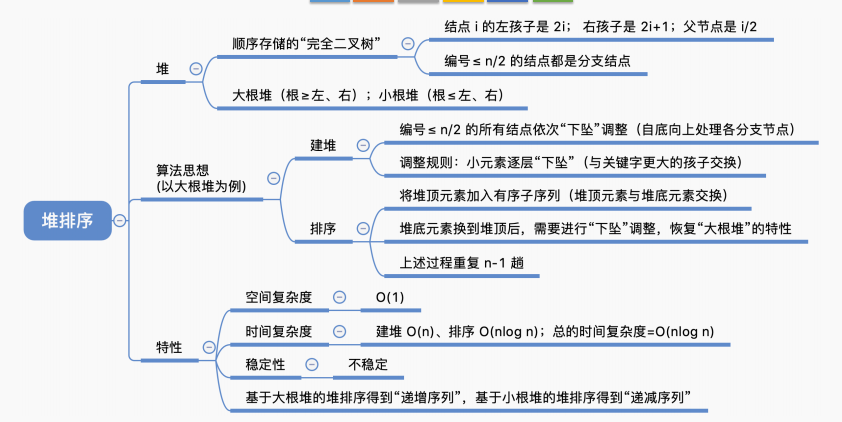 堆排序
堆
顺序存储的“完全二叉树”
结点 i 的左孩子是 2i； 右孩子是 2i+1；父节点是 i/2
编号≤ n/2 的结点都是分支结点
大根堆（根≥左、右）；小根堆（根≤左、右）
算法思想
(以大根堆为例)
建堆
编号≤ n/2 的所有结点依次“下坠”调整（自底向上处理各分支节点）
调整规则：小元素逐层“下坠”（与关键字更大的孩子交换）
排序
将堆顶元素加入有序子序列（堆顶元素与堆底元素交换）
堆底元素换到堆顶后，需要进行“下坠”调整，恢复“大根堆”的特性
上述过程重复 n-1 趟
特性
空间复杂度
O(1)
时间复杂度
建堆 O(n)、排序 O(nlog n)；总的时间复杂度=O(nlog n)
稳定性
不稳定
基于大根堆的堆排序得到“递增序列”，基于小根堆的堆排序得到“递减序列”